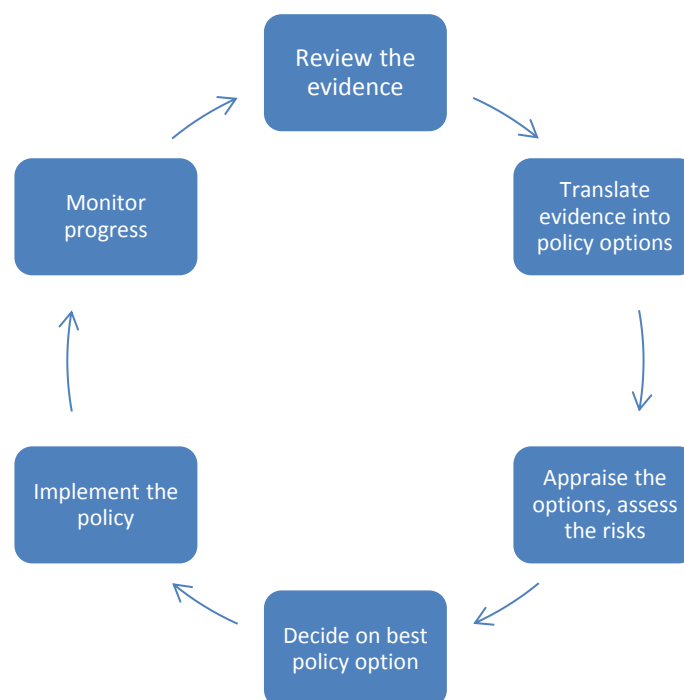 Review the
evidence
Translate
evidence into
policy options
Appraise the
options, assess
the risks
Decide on best
policy option
Implement the
policy
Monitor
progress